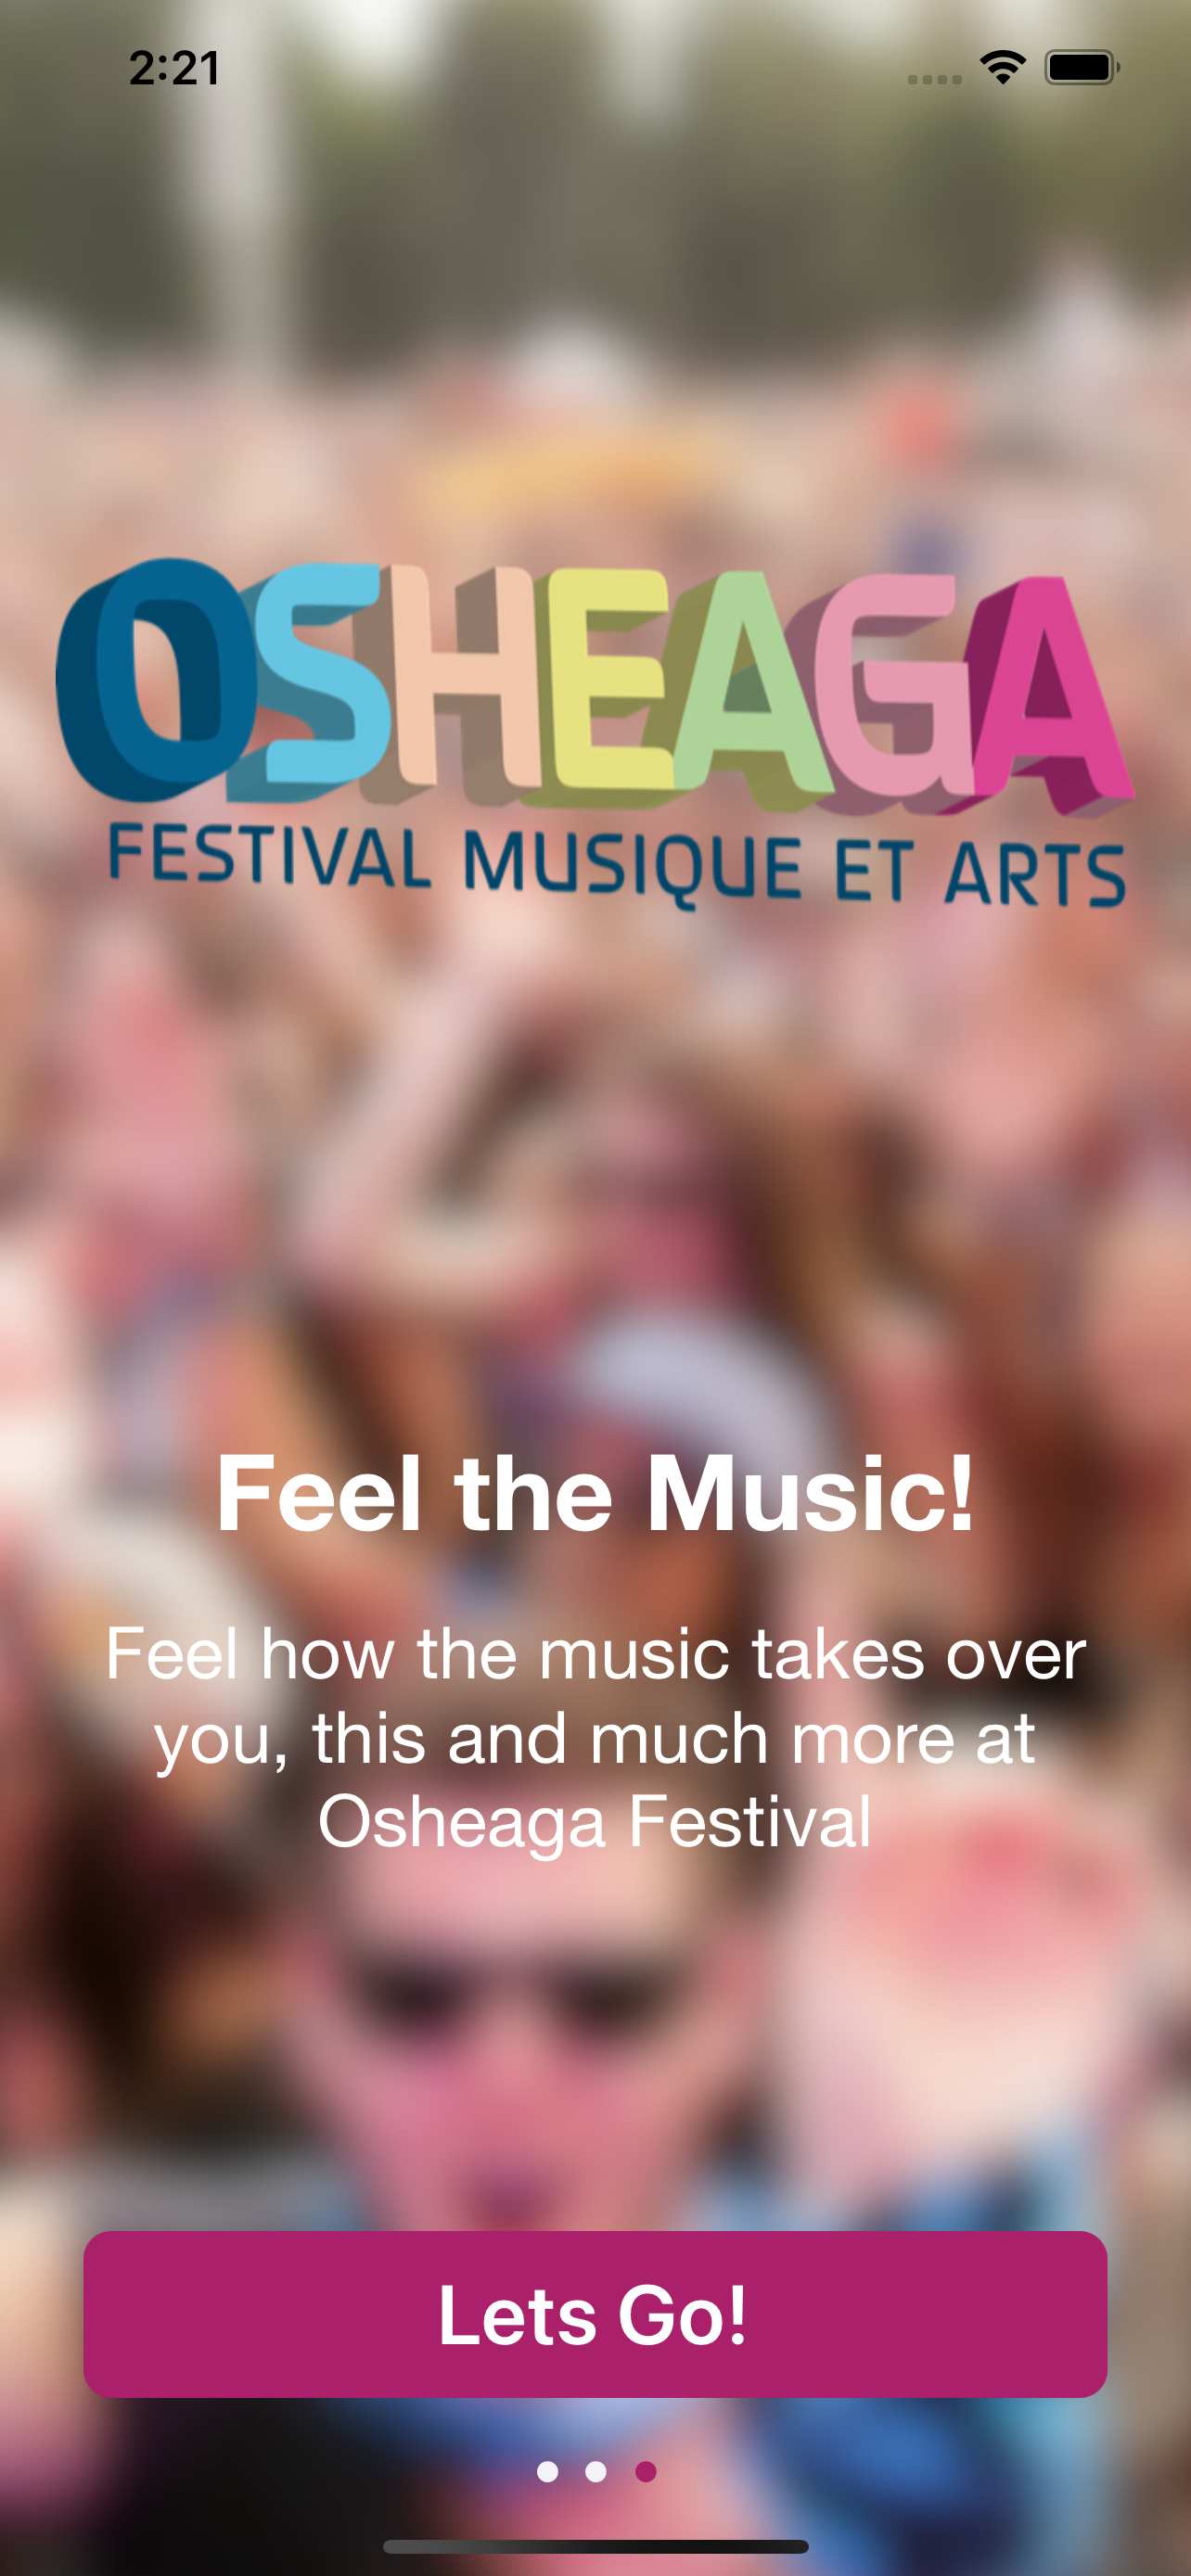 2:21
OSHEAGA
FESTIVAL MUSIQUE ET ARTS
Feel the Music!
Feel how the music takes over
you, this and much more at
Osheaga Festival
Lets Go!